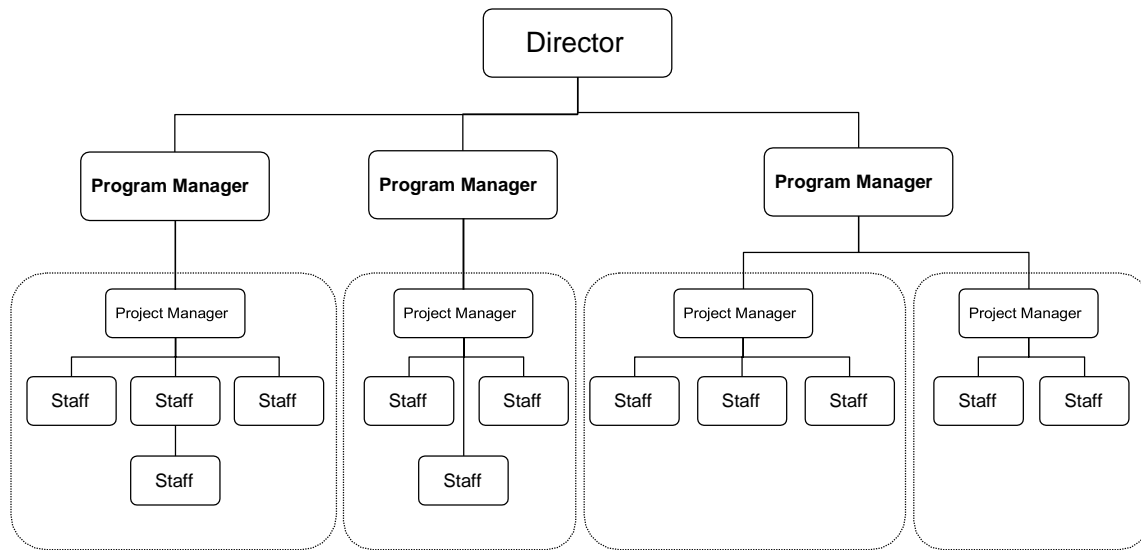 Director
Program Manager
Program Manager
Program Manager
Project Manager
Project Manager
Project Manager
Project Manager
Staff
Staff
Staff
Staff
Staff
Staff
Staff
Staff
Staff
Staff
Staff
Staff